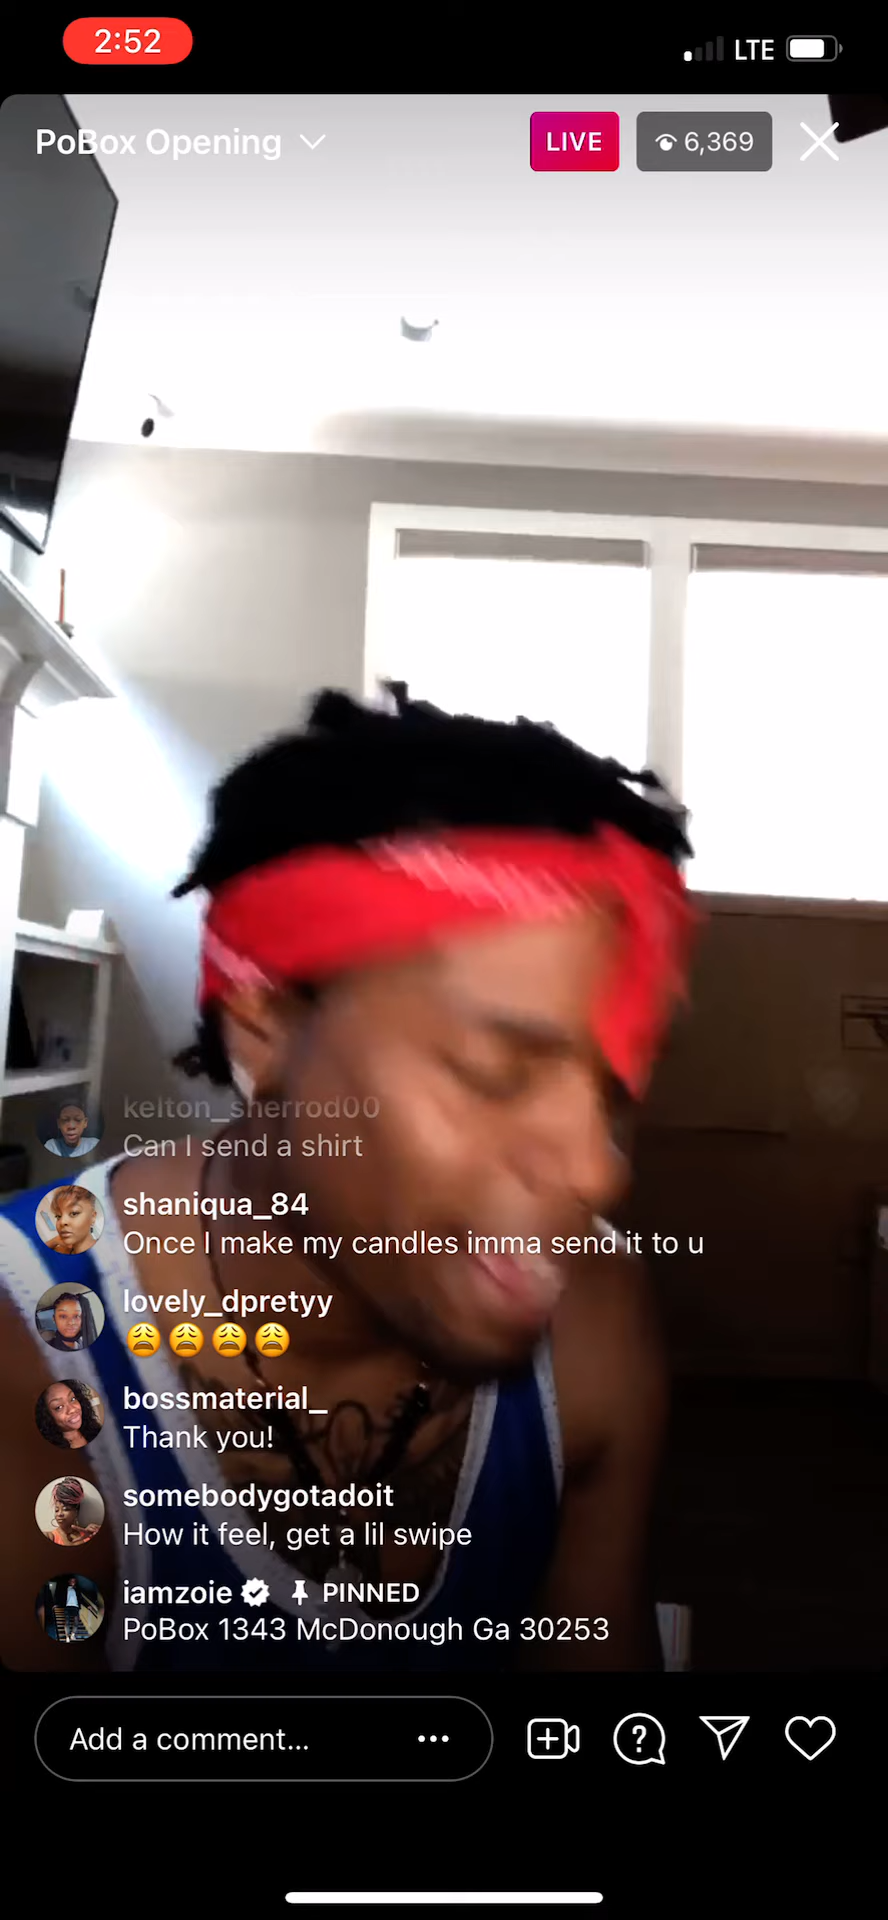 2:52
LTE
PoBox Opening
LIVE
6,369
kelton_sherrod00
Can I send a shirt
shaniqua_84
Once I make my candles imma send it to u
lovely_dpretyy
😩😩😩😩
bossmaterial_
Thank you!
somebodygotadoit
How it feel, get a lil swipe
iamzoie PINNED
PoBox 1343 McDonough Ga 30253
Add a comment...